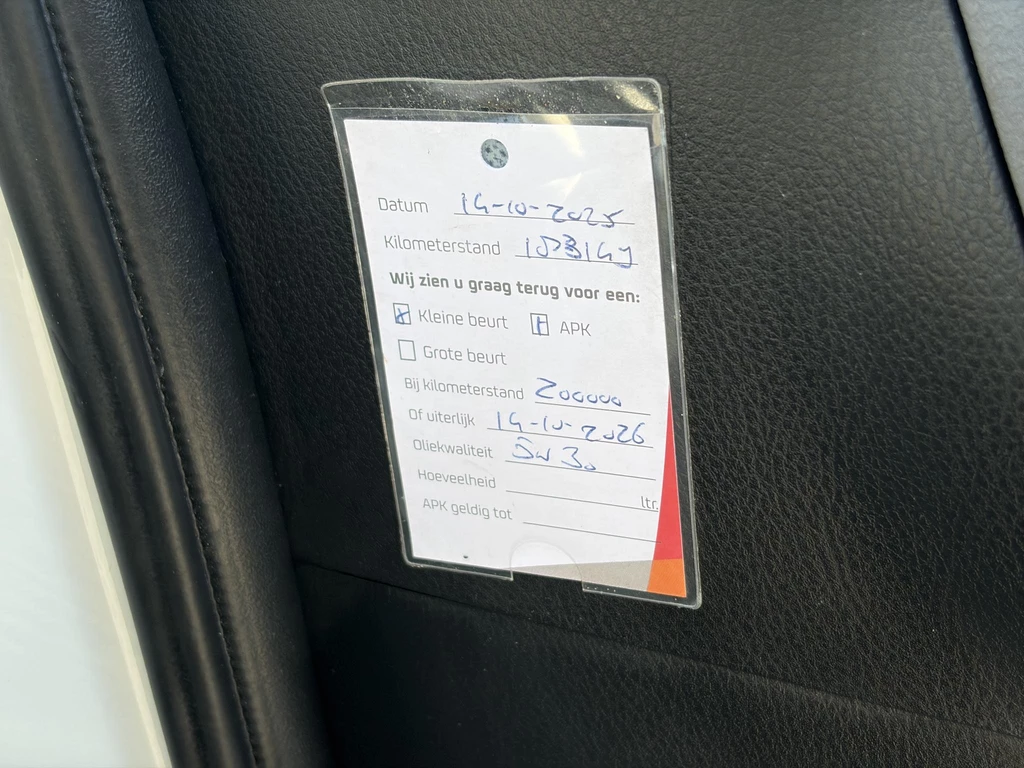 Datum 14-10-2025
Kilometerstand
Wij zien u graag terug voor een:
Kleine beurt APK
Grote beurt
Bij kilometerstand 200000
Of uiterlijk 14-10-2026
Oliekwaliteit 5w30
Hoeveelheid ltr.
APK geldig tot